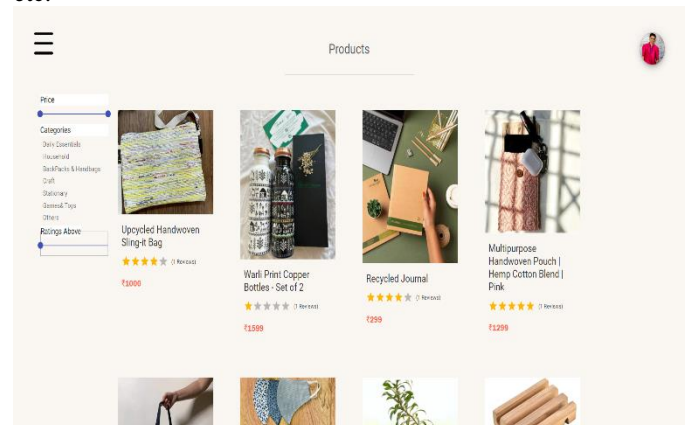 etc.
Products
Price
Categories
Daily Essentials
Household
BackPacks & Handbags
Craft
Stationary
Games& Toys
Others
Ratings Above
Upcycled Handwoven
Sling-it Bag
(1 Reviews)
₹1000
Warli Print Copper
Bottles - Set of 2
(1 Reviews)
₹1599
Recycled Journal
(1 Reviews)
₹299
Multipurpose
Handwoven Pouch |
Hemp Cotton Blend |
Pink
(1 Reviews)
₹1299